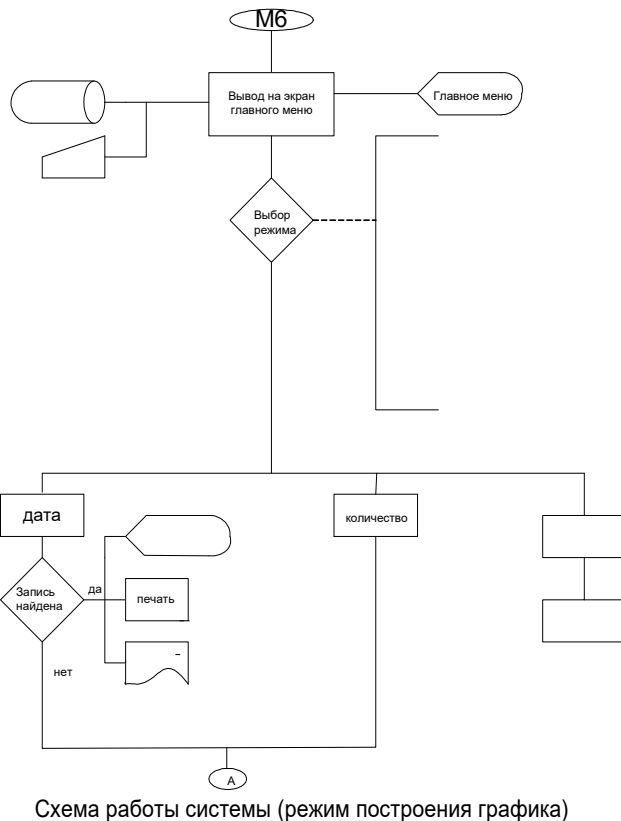 М6
Вывод на экран
главного меню
Главное меню
Выбор
режима
дата
количество
Запись
найдена
да
печать
нет
А
Схема работы системы (режим построения графика)